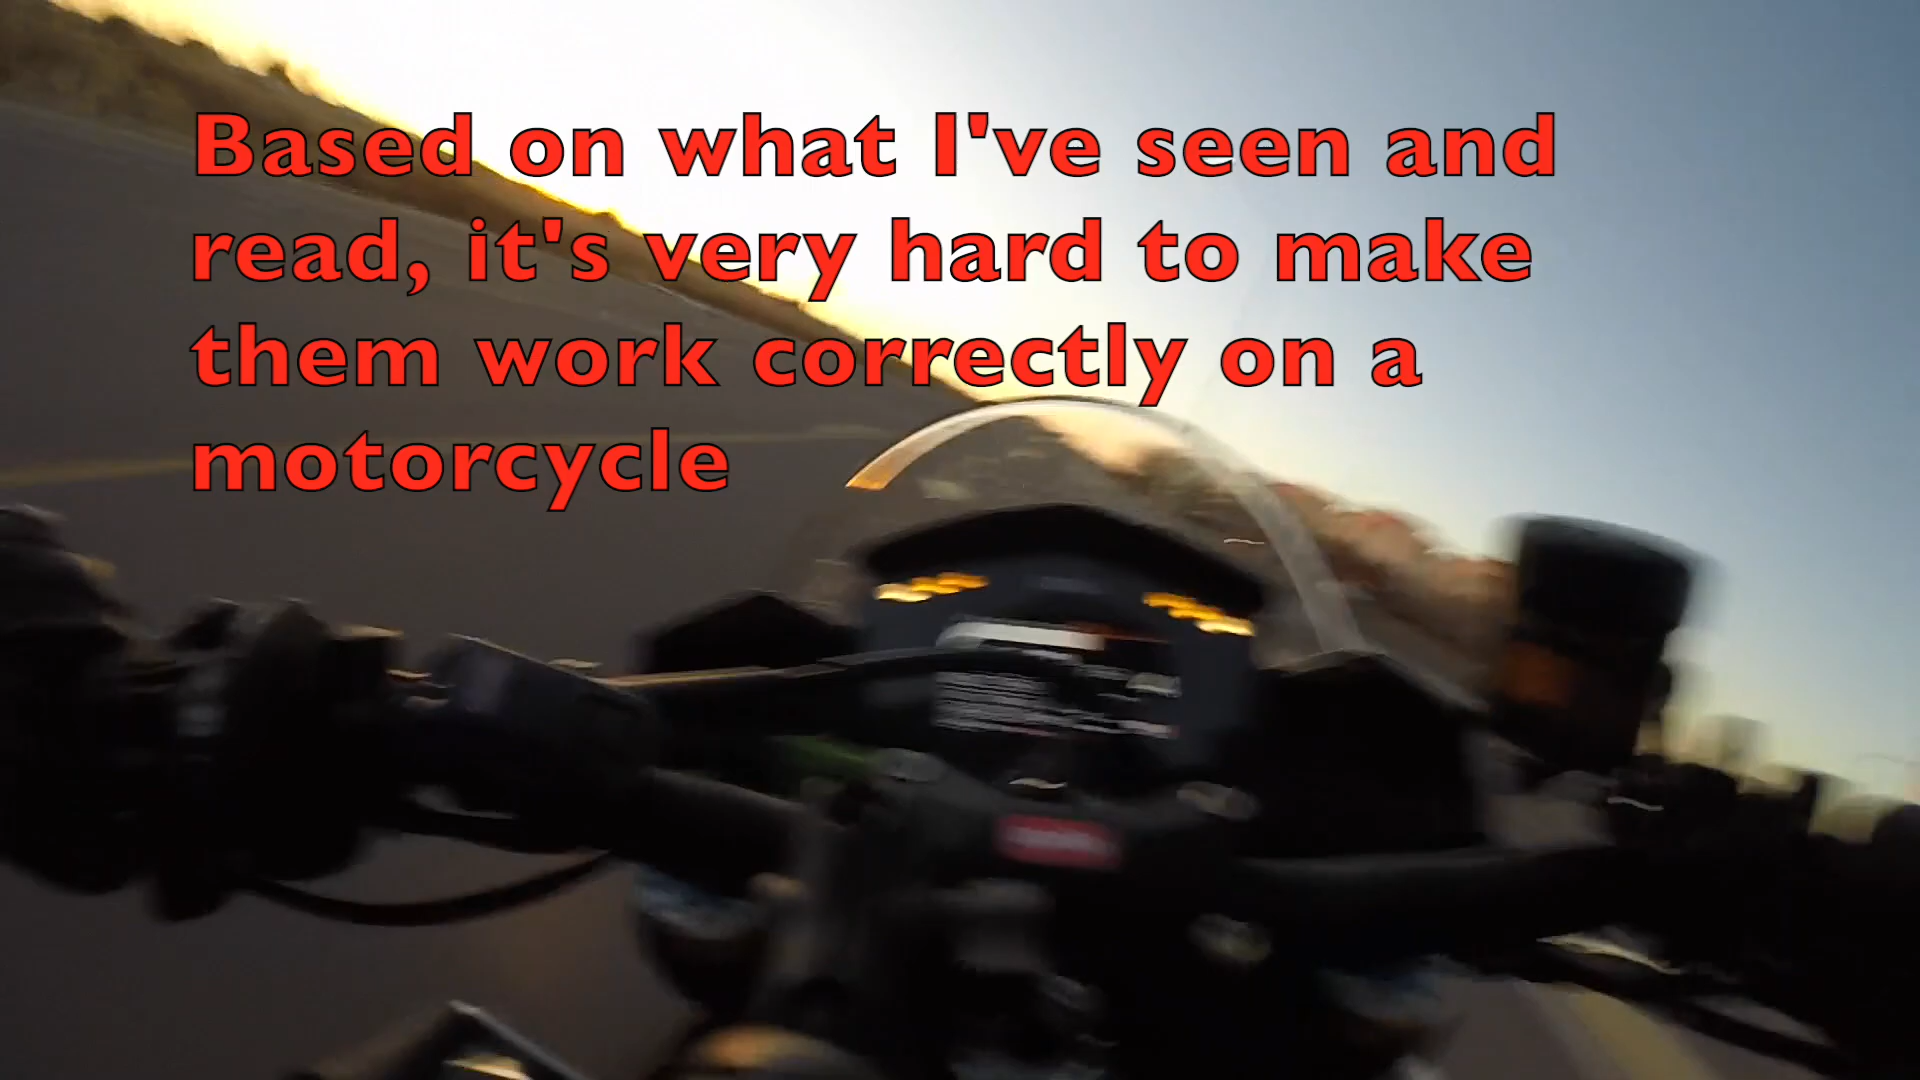 Based on what I've seen and
read, it's very hard to make
them work correctly on a
motorcycle